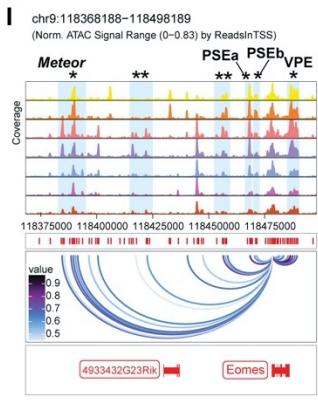 I
chr9:118368188−118498189
(Norm. ATAC Signal Range (0−0.83) by ReadsInTSS)
Meteor PSEa PSEb VPE
* ** ** * * *
Coverage
118375000 118400000 118425000 118450000 118475000
value
0.9
0.8
0.7
0.6
0.5
4933432G23Rik Eomes